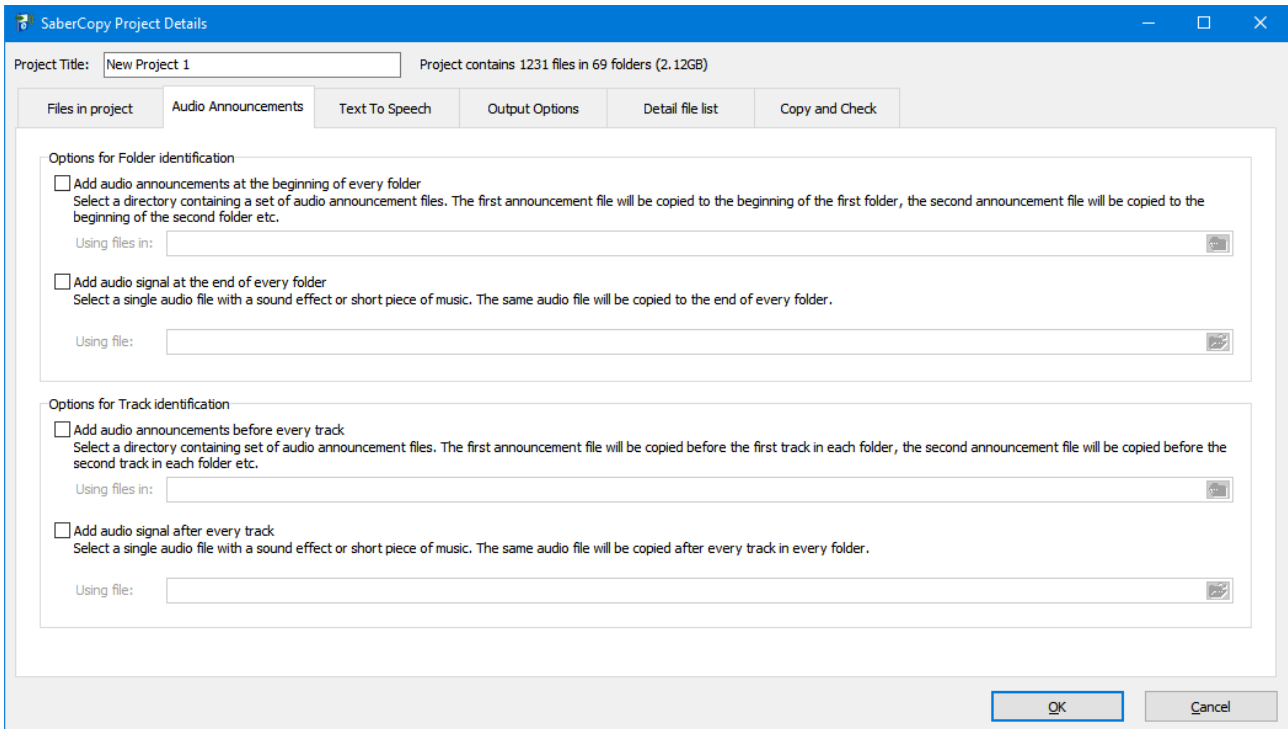 SaberCopy Project Details
Project Title: New Project 1 Project contains 1231 files in 69 folders (2.12GB)
Files in project Audio Announcements Text To Speech Output Options Detail file list Copy and Check
Options for Folder identification
Add audio announcements at the beginning of every folder
Select a directory containing a set of audio announcement files. The first announcement file will be copied to the beginning of the first folder, the second announcement file will be copied to the
beginning of the second folder etc.
Using files in:
Add audio signal at the end of every folder
Select a single audio file with a sound effect or short piece of music. The same audio file will be copied to the end of every folder.
Using file:
Options for Track identification
Add audio announcements before every track
Select a directory containing set of audio announcement files. The first announcement file will be copied before the first track in each folder, the second announcement file will be copied before the
second track in each folder etc.
Using files in:
Add audio signal after every track
Select a single audio file with a sound effect or short piece of music. The same audio file will be copied after every track in every folder.
Using file:
OK Cancel